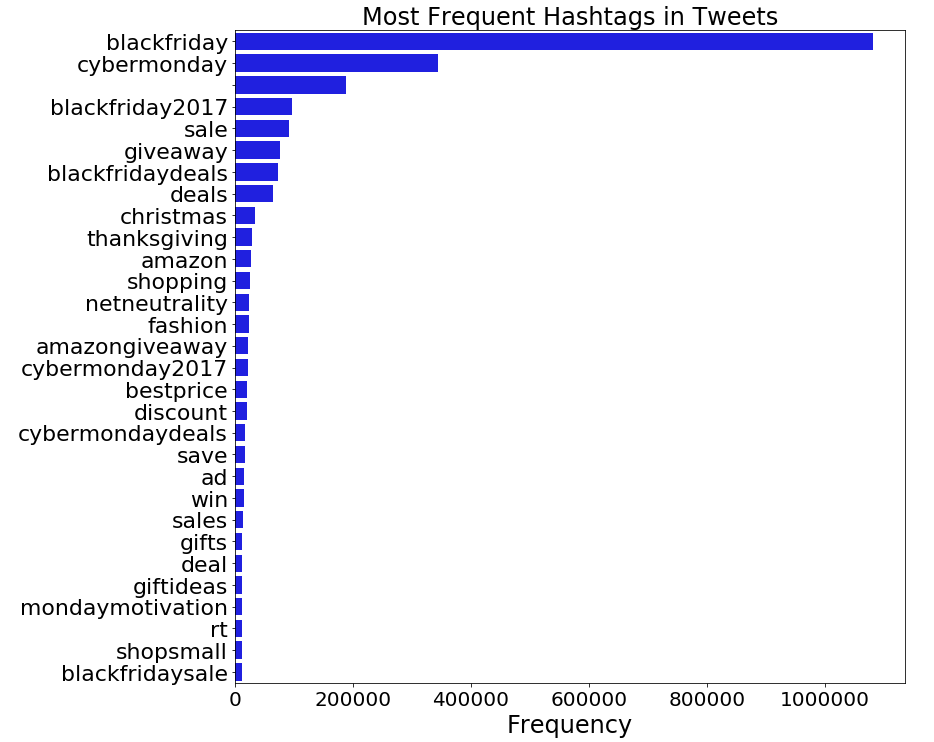 Most Frequent Hashtags in Tweets
blackfriday
cybermonday
blackfriday2017
sale
giveaway
blackfridaydeals
deals
christmas
thanksgiving
amazon
shopping
netneutrality
fashion
amazongiveaway
cybermonday2017
bestprice
discount
cybermondaydeals
save
ad
win
sales
gifts
deal
giftideas
mondaymotivation
rt
shopsmall
blackfridaysale
0 200000 400000 600000 800000 1000000
Frequency